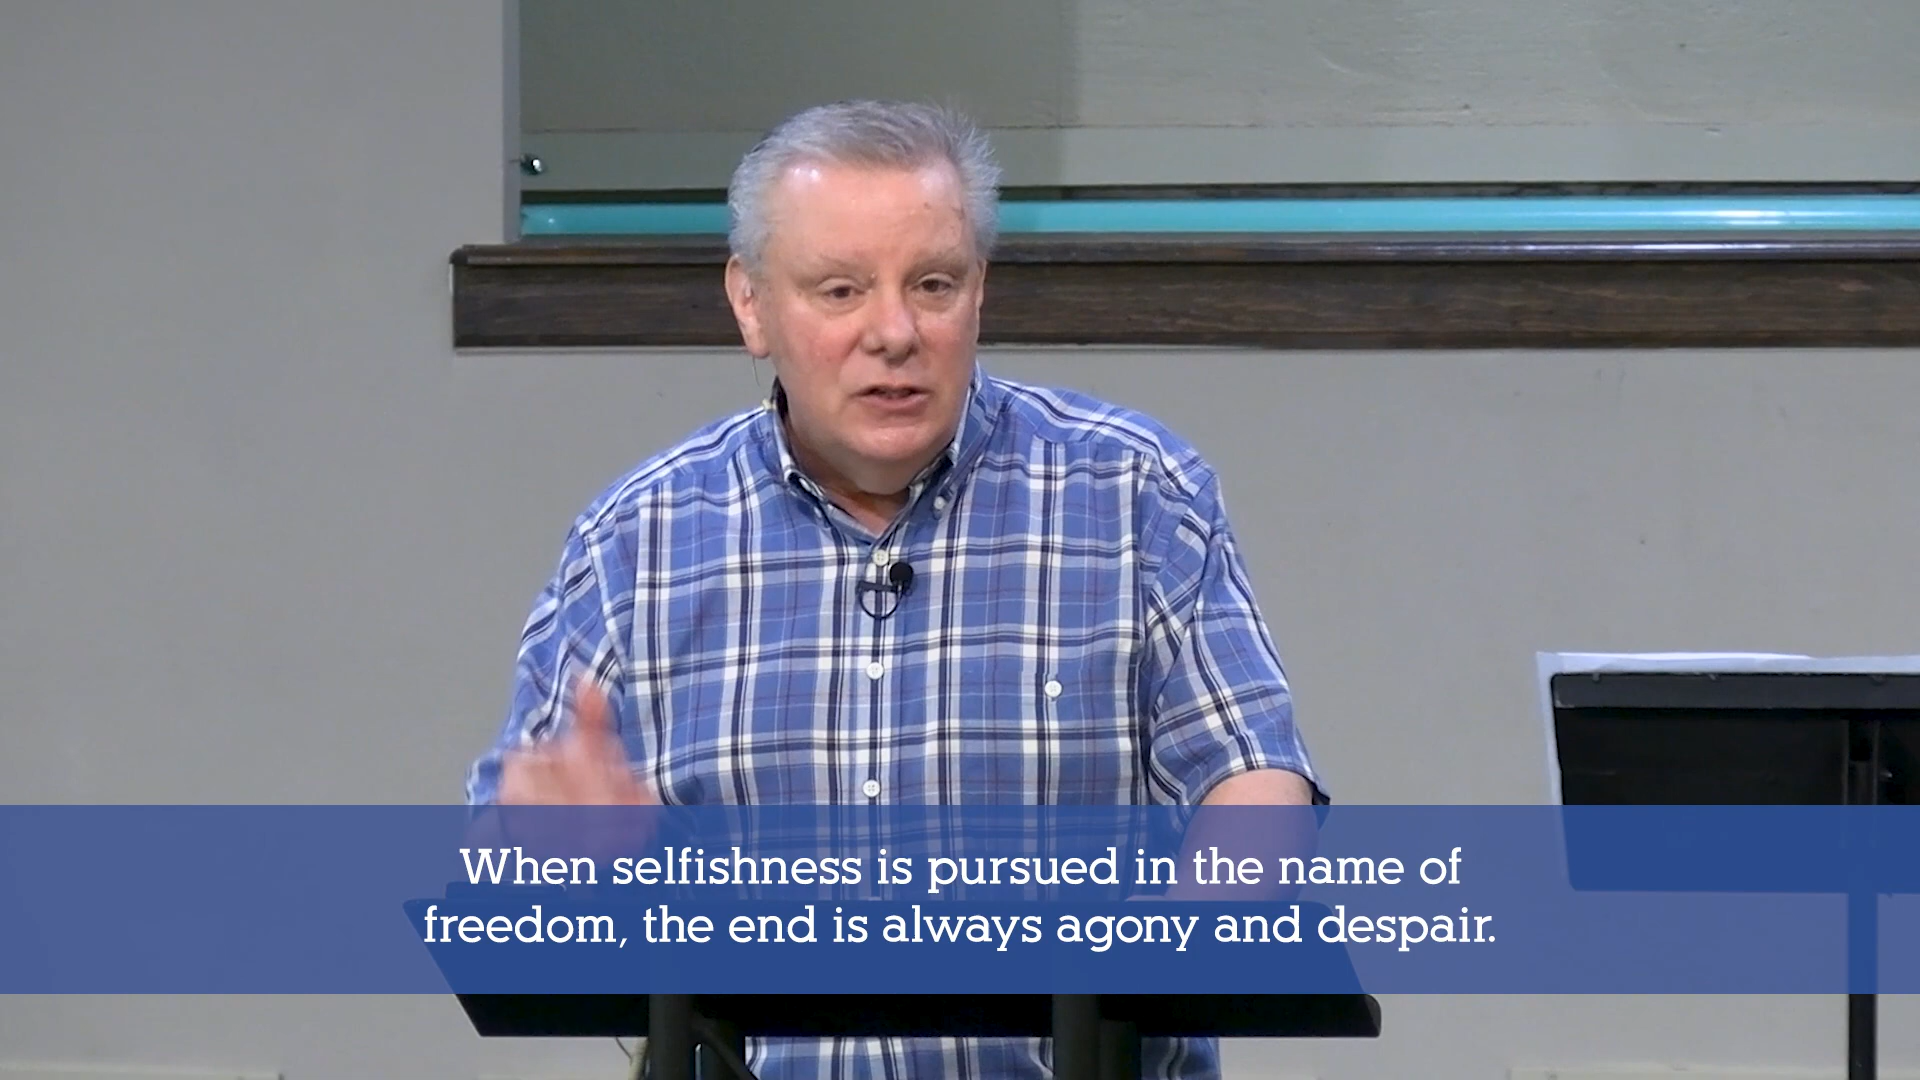 When selfishness is pursued in the name of
freedom, the end is always agony and despair.